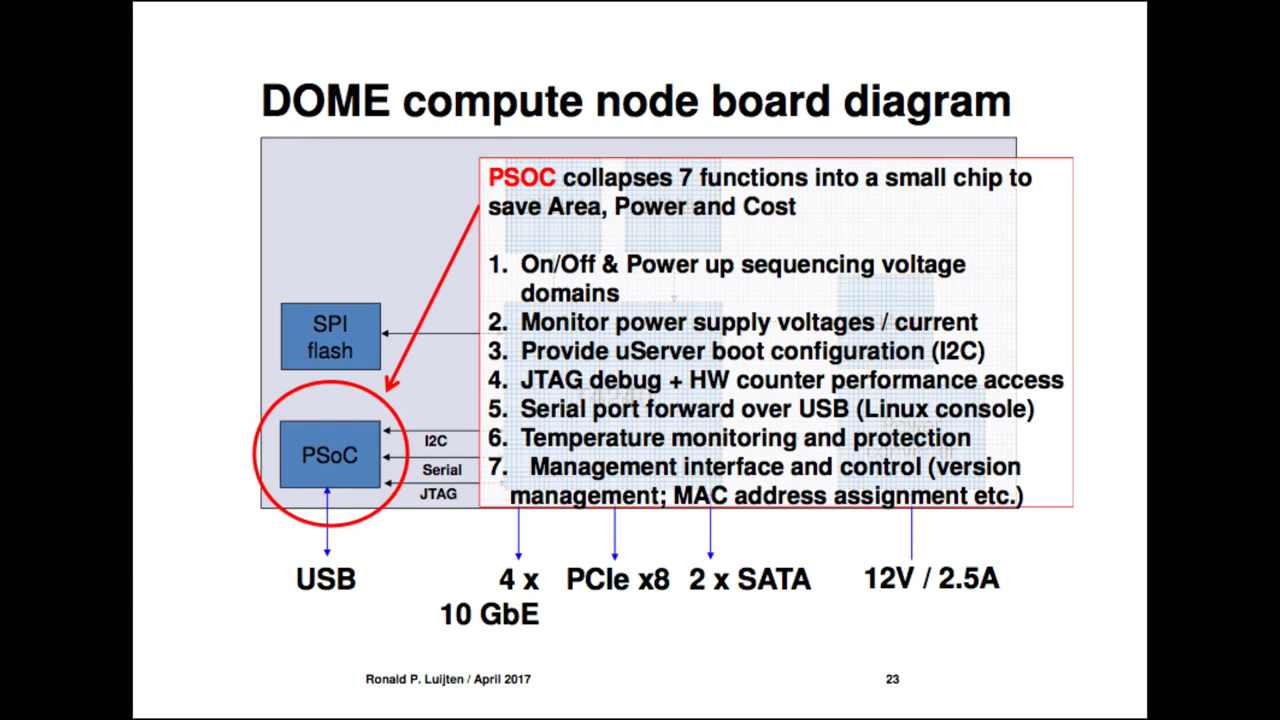 DOME compute node board diagram
PSOC collapses 7 functions into a small chip to
save Area, Power and Cost
1. On/Off & Power up sequencing voltage
domains
2. Monitor power supply voltages / current
3. Provide uServer boot configuration (I2C)
4. JTAG debug + HW counter performance access
5. Serial port forward over USB (Linux console)
6. Temperature monitoring and protection
7. Management interface and control (version
management; MAC address assignment etc.)
SPI
flash
PSoC
I2C
Serial
JTAG
USB
4 x
10 GbE
PCIe x8
2 x SATA
12V / 2.5A
Ronald P. Luijten / April 2017
23